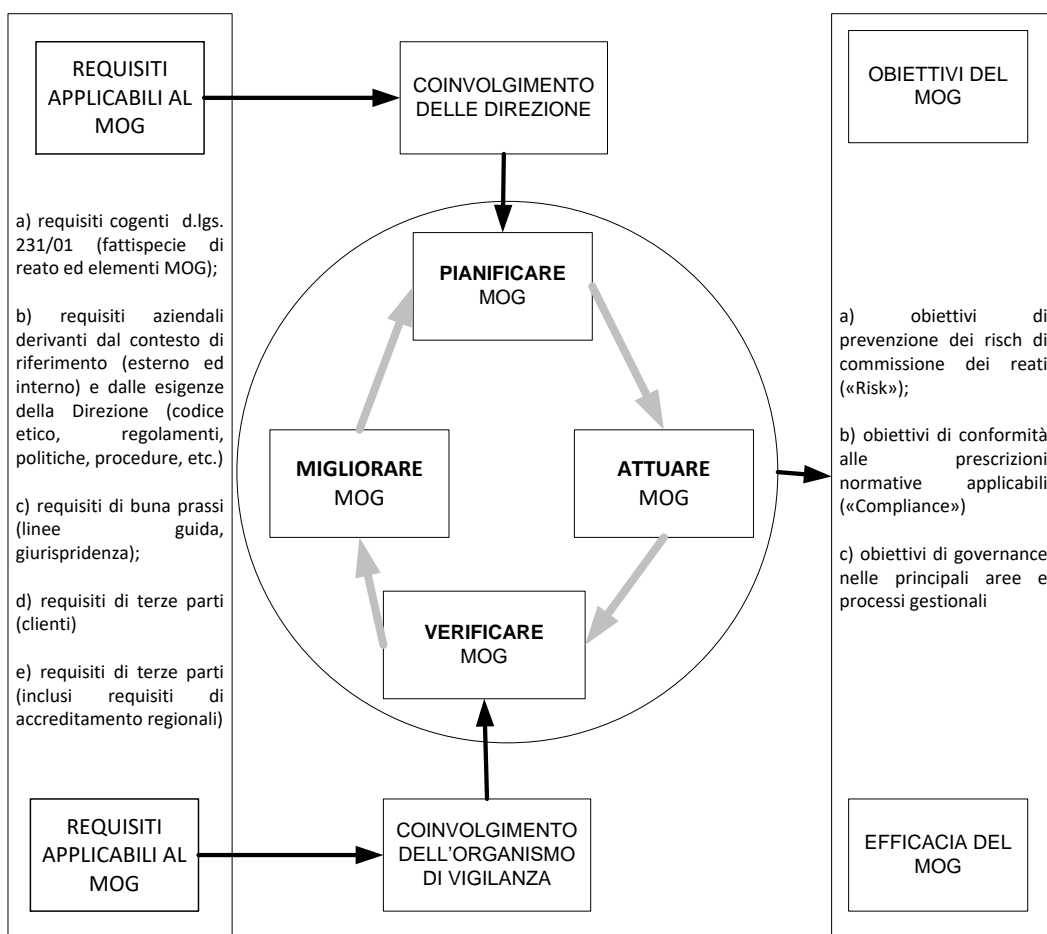 REQUISITI
APPLICABILI AL
MOG
COINVOLGIMENTO
DELLE DIREZIONE
OBIETTIVI DEL
MOG
a) requisiti cogenti d.lgs.
231/01 (fattispecie di
reato ed elementi MOG);
b) requisiti aziendali
derivanti dal contesto di
riferimento (esterno ed
interno) e dalle esigenze
della Direzione (codice
etico, regolamenti,
politiche, procedure, etc.)
c) requisiti di buna prassi
(linee guida,
giurispridenza);
d) requisiti di terze parti
(clienti)
e) requisiti di terze parti
(inclusi requisiti di
accreditamento regionali)
PIANIFICARE
MOG
MIGLIORARE
MOG
ATTUARE
MOG
VERIFICARE
MOG
a) obiettivi di
prevenzione dei risch di
commissione dei reati
(«Risk»);
b) obiettivi di conformità
alle prescrizioni
normative applicabili
(«Compliance»)
c) obiettivi di governance
nelle principali aree e
processi gestionali
REQUISITI
APPLICABILI AL
MOG
COINVOLGIMENTO
DELL'ORGANISMO
DI VIGILANZA
EFFICACIA DEL
MOG